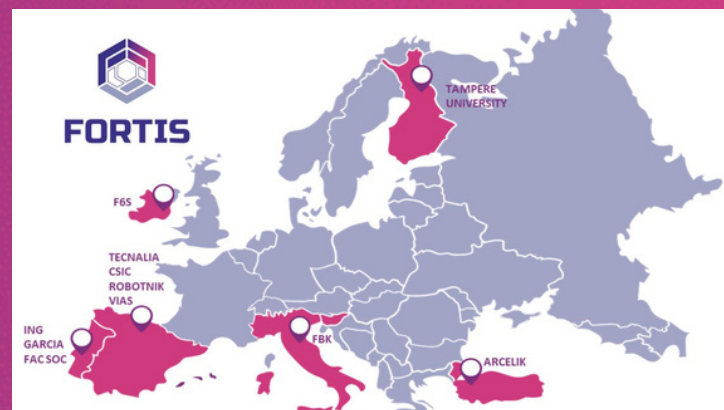 FORTIS
TAMPERE
UNIVERSITY
F6S
TECNALIA
CSIC
ROBOTNIK
VIAS
ING
GARCIA
FAC SOC
FBK
ARCELIK